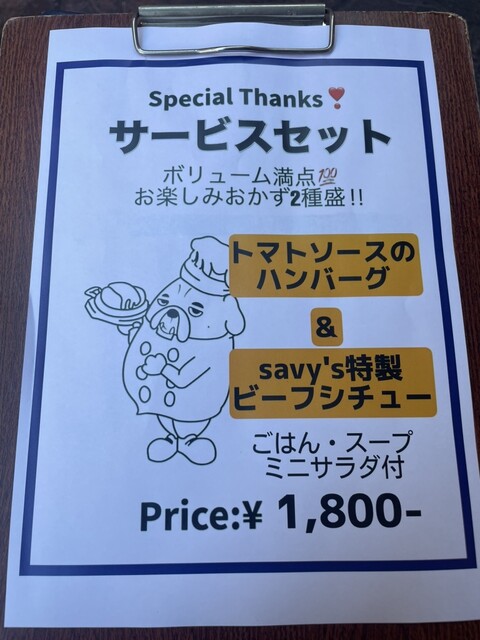 Special Thanks❣
サービスセット
ボリューム満点💯
お楽しみおかず2種盛!!
トマトソースの
ハンバーグ
&
savy's特製
ビーフシチュー
ごはん・スープ
ミニサラダ付
Price:¥ 1,800-